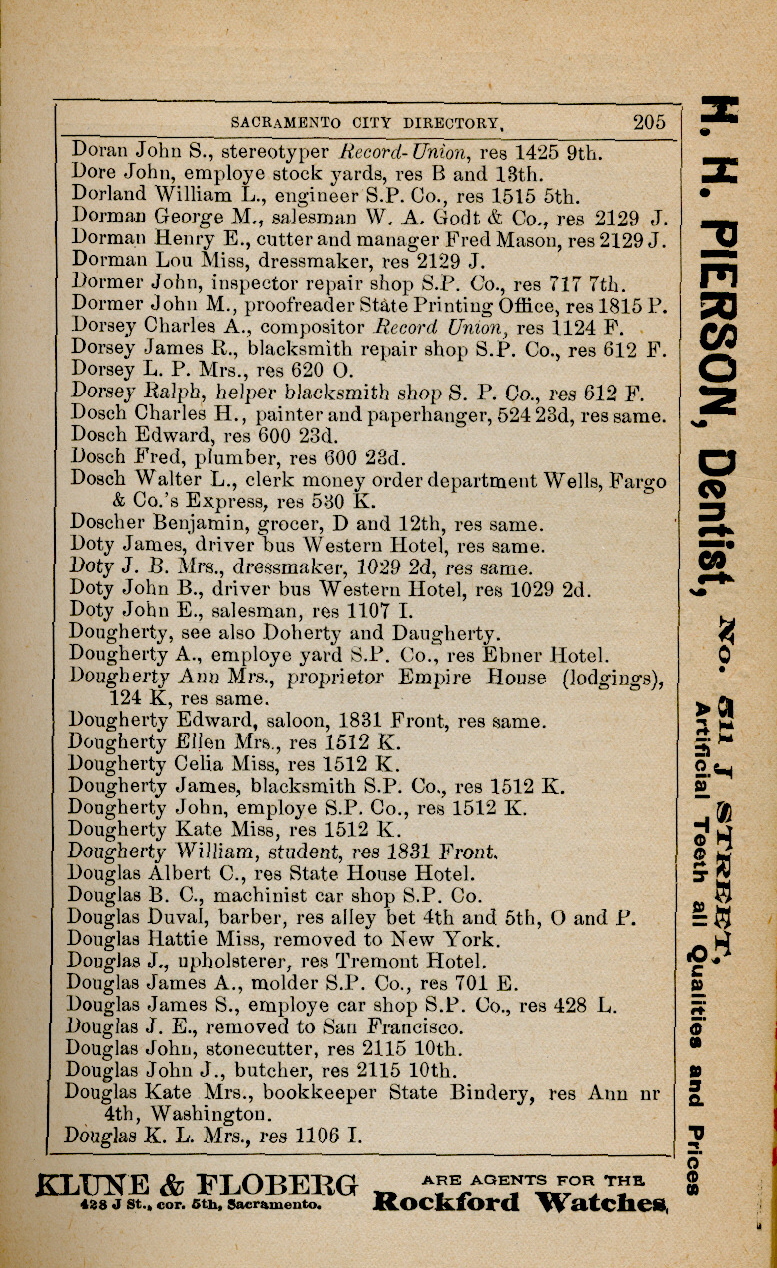 SACRAMENTO CITY DIRECTORY. 205
Doran John S., stereotyper Record-Union, res 1425 9th.
Dore John, employe stock yards, res B and 13th.
Dorland William L., engineer S.P. Co., res 1515 5th.
Dorman George M., salesman W. A. Godt & Co., res 2129 J.
Dorman Henry E., cutter and manager Fred Mason, res 2129 J.
Dorman Lou Miss, dressmaker, res 2129 J.
Dormer John, inspector repair shop S.P. Co., res 717 7th.
Dormer John M., proofreader State Printing Office, res 1815 P.
Dorsey Charles A., compositor Record Union, res 1124 F.
Dorsey James R., blacksmith repair shop S.P. Co., res 612 F.
Dorsey L. P. Mrs., res 620 O.
Dorsey Ralph, helper blacksmith shop S. P. Co., res 612 F.
Dosch Charles H., painter and paperhanger, 524 23d, res same.
Dosch Edward, res 600 23d.
Dosch Fred, plumber, res 600 23d.
Dosch Walter L., clerk money order department Wells, Fargo
& Co.'s Express, res 530 K.
Doscher Benjamin, grocer, D and 12th, res same.
Doty James, driver bus Western Hotel, res same.
Doty J. B. Mrs., dressmaker, 1029 2d, res same.
Doty John B., driver bus Western Hotel, res 1029 2d.
Doty John E., salesman, res 1107 I.
Dougherty, see also Doherty and Daugherty.
Dougherty A., employe yard S.P. Co., res Ebner Hotel.
Dougherty Ann Mrs., proprietor Empire House (lodgings),
124 K, res same.
Dougherty Edward, saloon, 1831 Front, res same.
Dougherty Ellen Mrs., res 1512 K.
Dougherty Celia Miss, res 1512 K.
Dougherty James, blacksmith S.P. Co., res 1512 K.
Dougherty John, employe S.P. Co., res 1512 K.
Dougherty Kate Miss, res 1512 K.
Dougherty William, student, res 1831 Front.
Douglas Albert C., res State House Hotel.
Douglas B. C., machinist car shop S.P. Co.
Douglas Duval, barber, res alley bet 4th and 5th, O and P.
Douglas Hattie Miss, removed to New York.
Douglas J., upholsterer, res Tremont Hotel.
Douglas James A., molder S.P. Co., res 701 E.
Douglas James S., employe car shop S.P. Co., res 428 L.
Douglas J. E., removed to San Francisco.
Douglas John, stonecutter, res 2115 10th.
Douglas John J., butcher, res 2115 10th.
Douglas Kate Mrs., bookkeeper State Bindery, res Ann nr
4th, Washington.
Douglas K. L. Mrs., res 1106 I.
H. H. PIERSON, Dentist, No. 511 J STREET,
Artificial Teeth all Qualities and Prices
KLUNE & FLOBERG
428 J St., cor. 5th, Sacramento.
ARE AGENTS FOR THE
Rockford Watches,